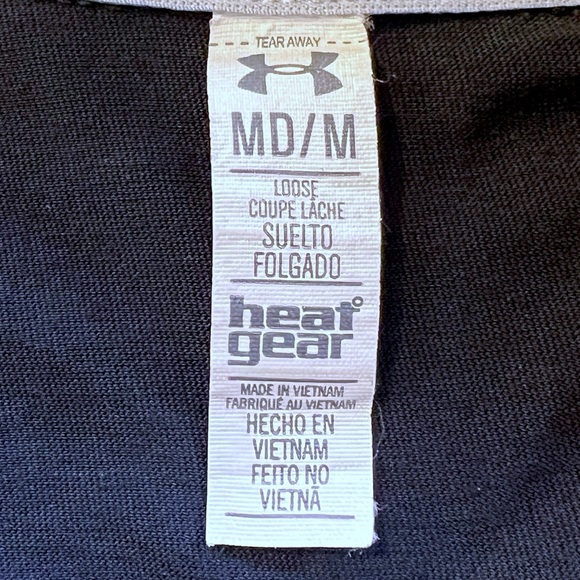 TEAR AWAY
MD/M
LOOSE
COUPE LÂCHE
SUELTO
FOLGADO
heat°
gear
MADE IN VIETNAM
FABRIQUÉ AU VIETNAM
HECHO EN
VIETNAM
FEITO NO
VIETNÃ